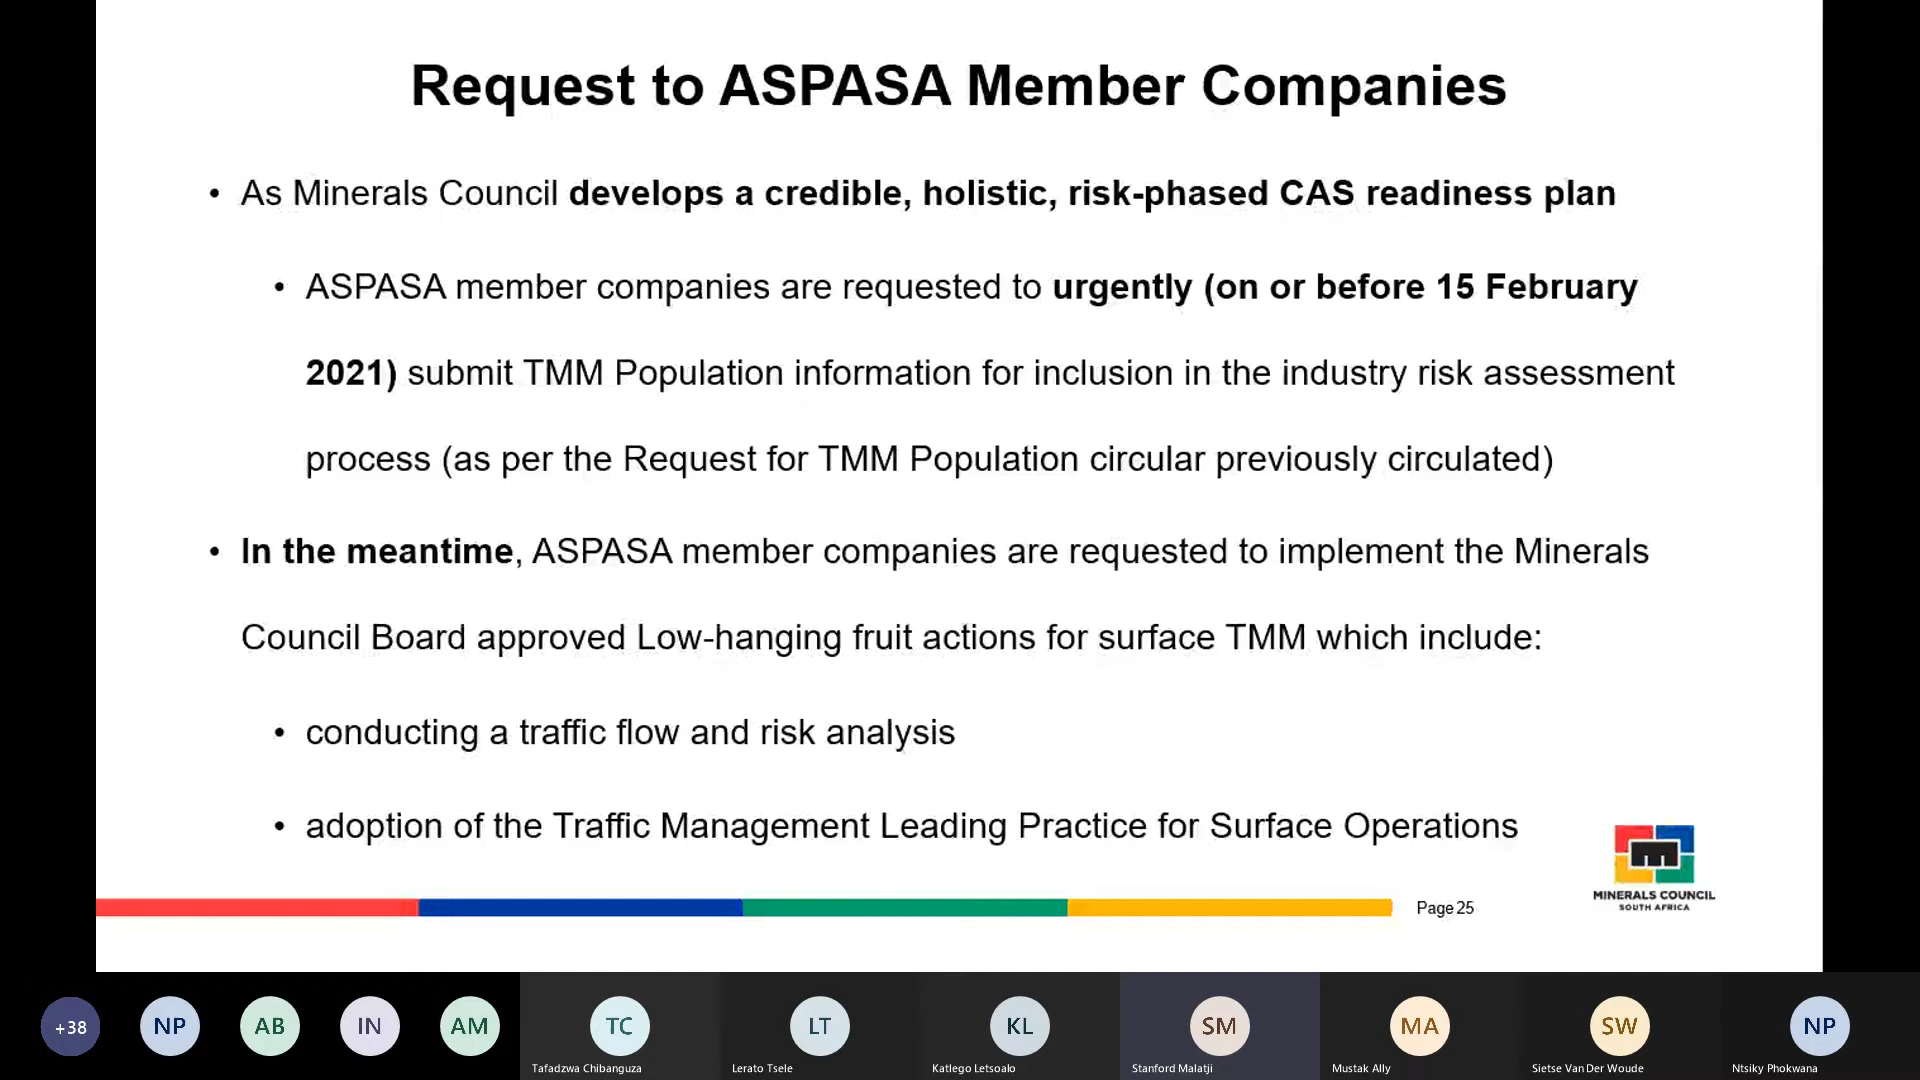 Request to ASPASA Member Companies
• As Minerals Council develops a credible, holistic, risk-phased CAS readiness plan
• ASPASA member companies are requested to urgently (on or before 15 February
2021) submit TMM Population information for inclusion in the industry risk assessment
process (as per the Request for TMM Population circular previously circulated)
• In the meantime, ASPASA member companies are requested to implement the Minerals
Council Board approved Low-hanging fruit actions for surface TMM which include:
• conducting a traffic flow and risk analysis
• adoption of the Traffic Management Leading Practice for Surface Operations
m
MINERALS COUNCIL
SOUTH AFRICA
Page 25
+38 NP AB IN AM TC LT KL SM MA SW NP
Tafadzwa Chibanguza Lerato Tsele Katlego Letsoalo Stanford Malatji Mustak Ally Sietse Van Der Woude Ntsiky Phokwana